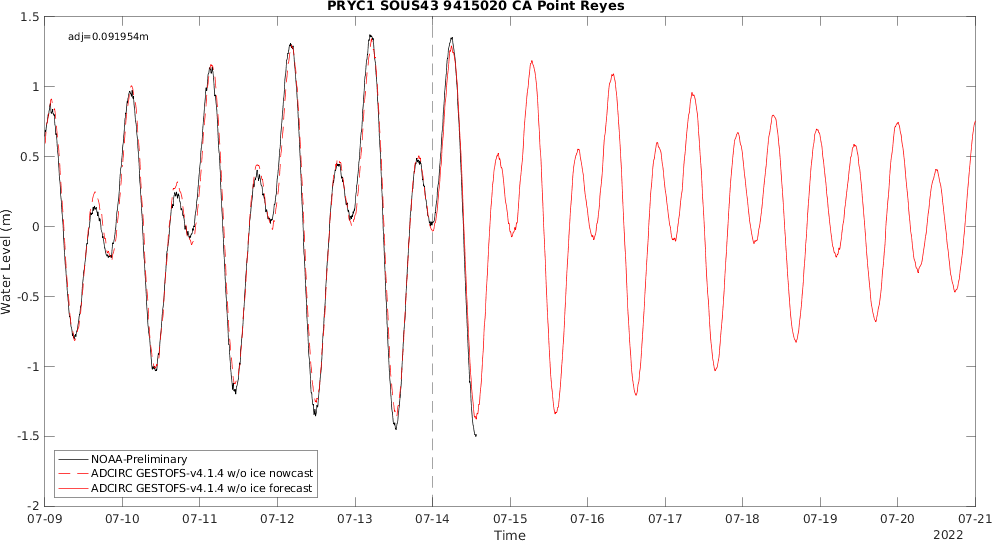 PRYC1 SOUS43 9415020 CA Point Reyes
adj=0.091954m
1.5
1
0.5
0
-0.5
-1
-1.5
-2
Water Level (m)
NOAA-Preliminary
ADCIRC GESTOFS-v4.1.4 w/o ice nowcast
ADCIRC GESTOFS-v4.1.4 w/o ice forecast
07-09 07-10 07-11 07-12 07-13 07-14 07-15 07-16 07-17 07-18 07-19 07-20 07-21
Time
2022